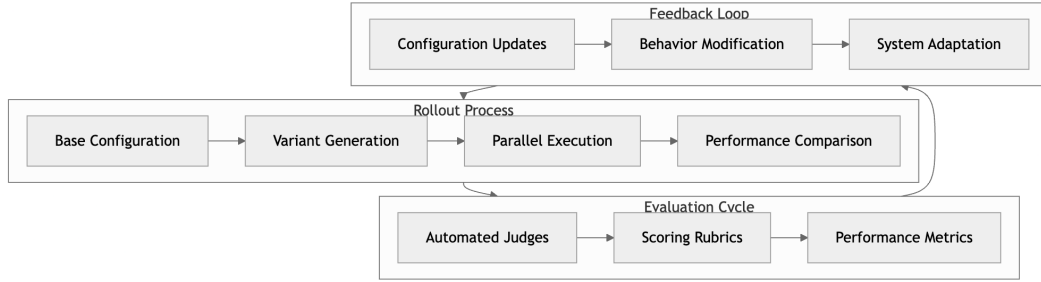 Feedback Loop
Configuration Updates
Behavior Modification
System Adaptation
Rollout Process
Base Configuration
Variant Generation
Parallel Execution
Performance Comparison
Evaluation Cycle
Automated Judges
Scoring Rubrics
Performance Metrics